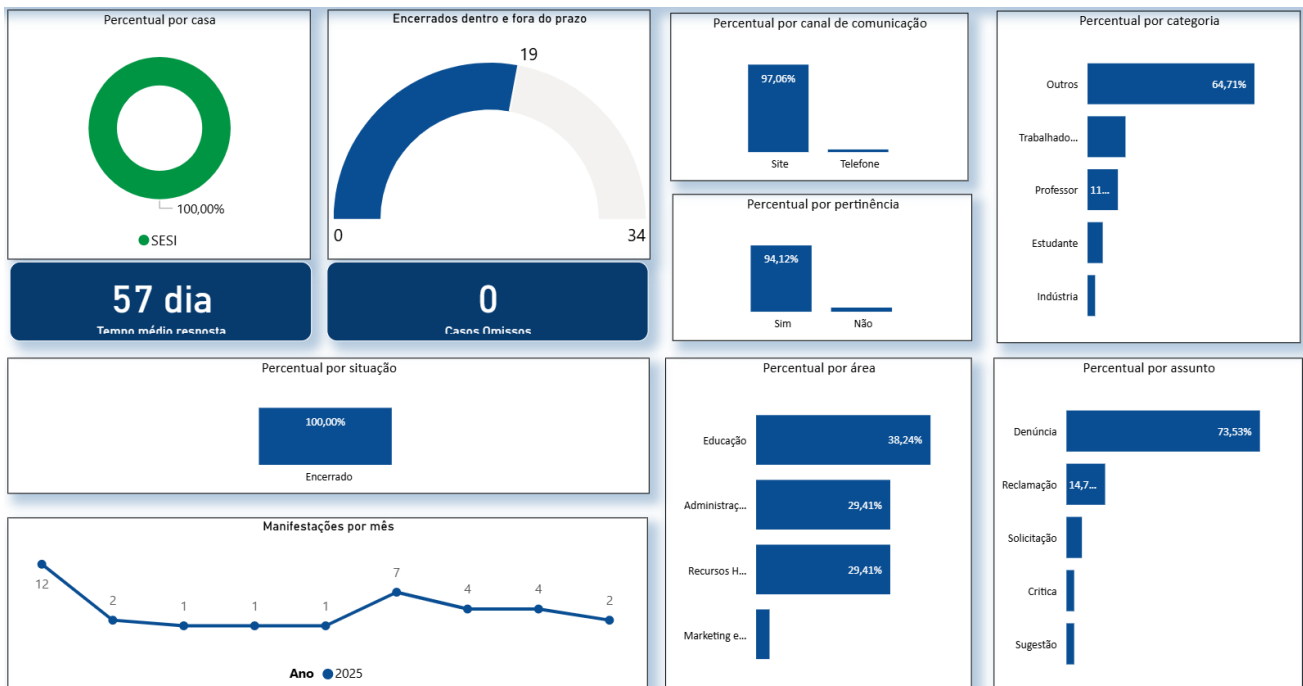 Percentual por casa
100,00%
SESI
Encerrados dentro e fora do prazo
19
0
34
Percentual por canal de comunicação
97,06%
Site
Telefone
Percentual por categoria
Outros
64,71%
Trabalhado...
Professor
11...
Estudante
Indústria
Percentual por pertinência
94,12%
Sim
Não
57 dia
Tempo médio resposta
0
Casos Omissos
Percentual por situação
100,00%
Encerrado
Percentual por área
Educação
38,24%
Administraç...
29,41%
Recursos H...
29,41%
Marketing e...
Percentual por assunto
Denúncia
73,53%
Reclamação
14,7...
Solicitação
Critica
Sugestão
Manifestações por mês
12
2
1
1
1
7
4
4
2
Ano 2025